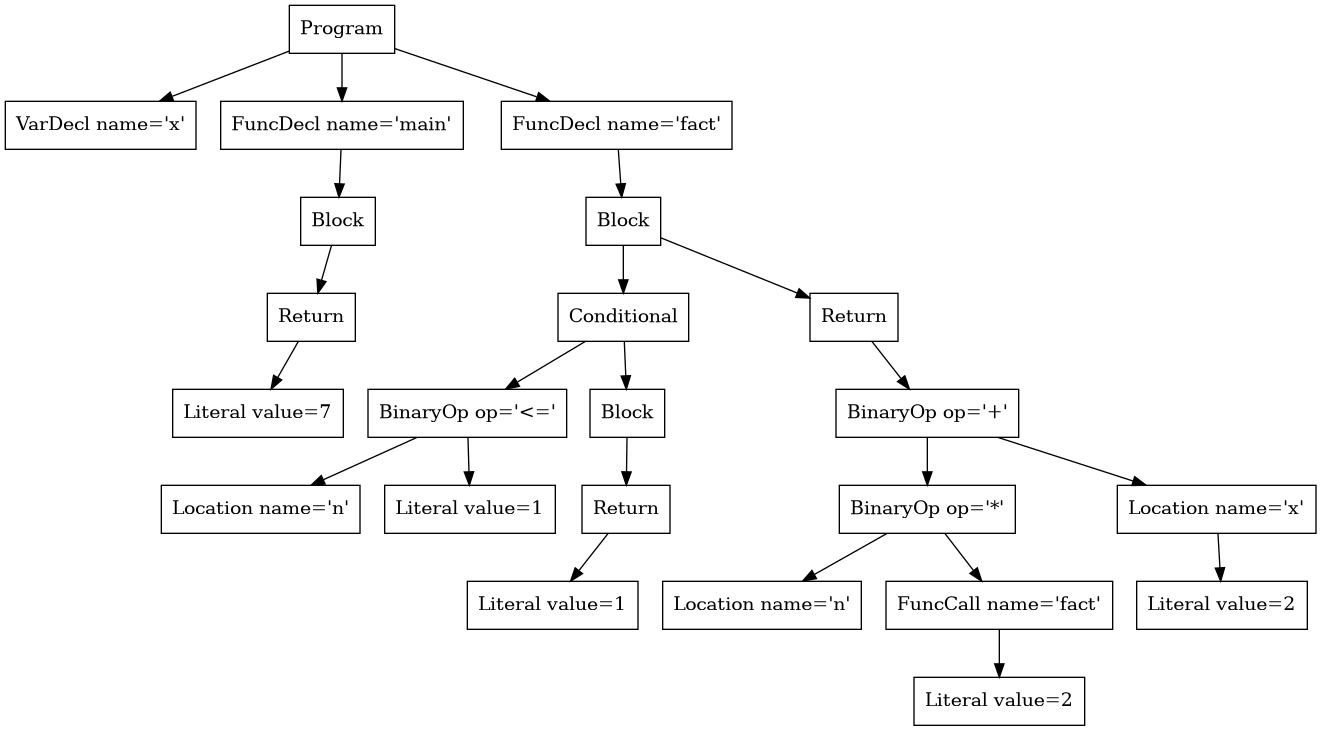 Program
VarDecl name='x'
FuncDecl name='main'
FuncDecl name='fact'
Block
Block
Return
Conditional
Return
Literal value=7
BinaryOp op='<='
Block
BinaryOp op='+'
Location name='n'
Literal value=1
Return
BinaryOp op='*'
Location name='x'
Literal value=1
Location name='n'
FuncCall name='fact'
Literal value=2
Literal value=2